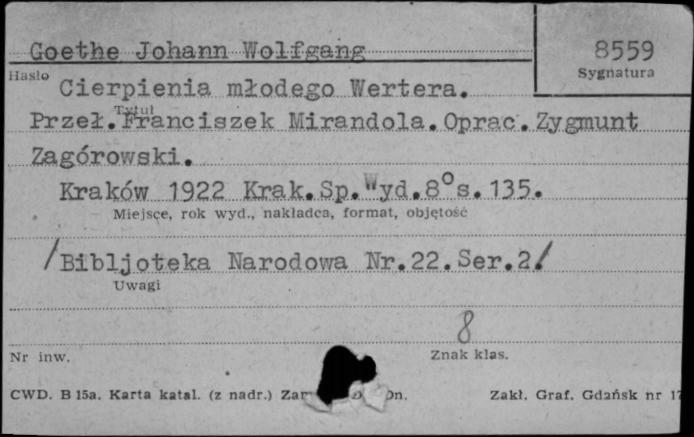 Goethe Johann Wolfgang
8559
Hasło
Sygnatura
Cierpienia młodego Wertera.
Tytuł
Przeł.Franciszek Mirandola.Oprac.Zygmunt
Zagórowski.
Kraków 1922 Krak.Sp.Wyd.8°s.135.
Miejsce, rok wyd., nakładca, format, objętość
/Bibljoteka Narodowa Nr.22.Ser.2/
Uwagi
8
Nr inw.
Znak klas.
CWD. B 15a. Karta katal. (z nadr.)
Zakł. Graf. Gdańsk nr